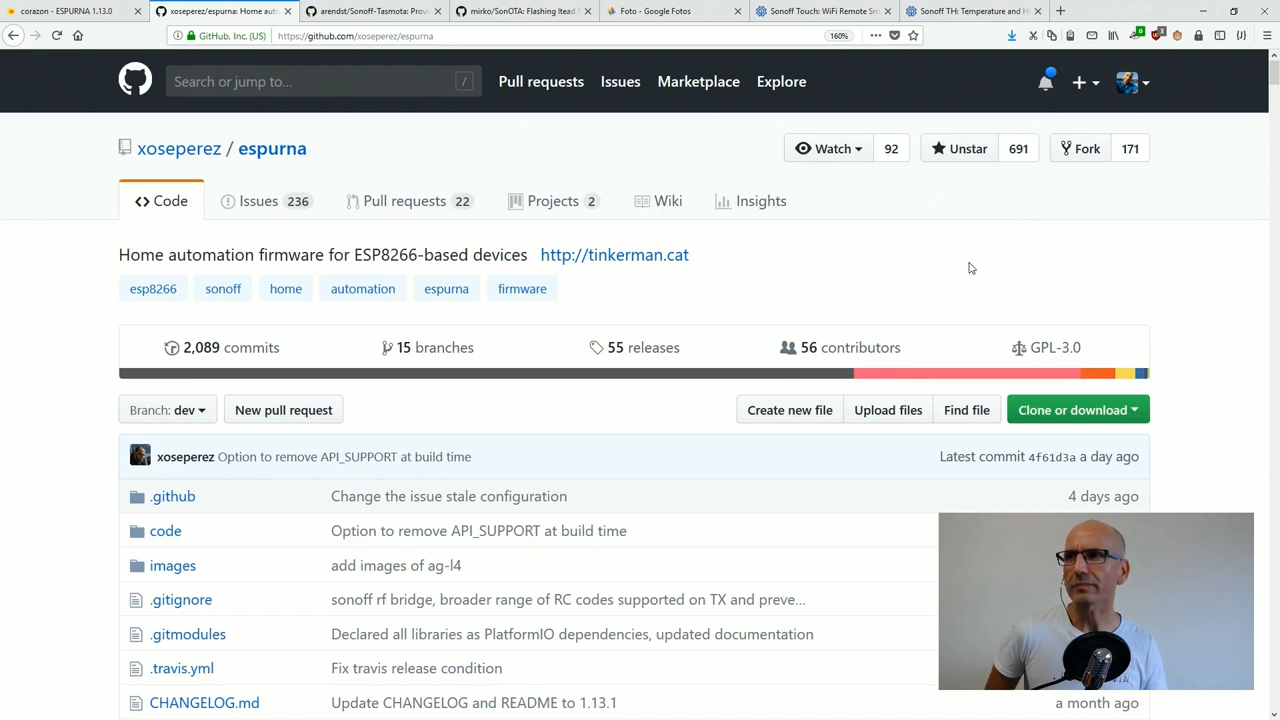 corazon - ESPURNA 1.13.0
xoseperez/espurna: Home auto
arendst/Sonoff-Tasmota: Provi
mirko/SonOTA: Flashing Itead S
Foto - Google Fotos
Sonoff Touch: WiFi Remote Sm
Sonoff TH: Temperature and H
GitHub, Inc. (US)
https://github.com/xoseperez/espurna
160%
Search or jump to...
/
Pull requests
Issues
Marketplace
Explore
xoseperez / espurna
Watch 92
Unstar 691
Fork 171
Code
Issues 236
Pull requests 22
Projects 2
Wiki
Insights
Home automation firmware for ESP8266-based devices http://tinkerman.cat
esp8266
sonoff
home
automation
espurna
firmware
2,089 commits
15 branches
55 releases
56 contributors
GPL-3.0
Branch: dev
New pull request
Create new file
Upload files
Find file
Clone or download
xoseperez Option to remove API_SUPPORT at build time
Latest commit 4f61d3a a day ago
.github
Change the issue stale configuration
4 days ago
code
Option to remove API_SUPPORT at build time
images
add images of ag-l4
.gitignore
sonoff rf bridge, broader range of RC codes supported on TX and preve...
.gitmodules
Declared all libraries as PlatformIO dependencies, updated documentation
.travis.yml
Fix travis release condition
CHANGELOG.md
Update CHANGELOG and README to 1.13.1
a month ago